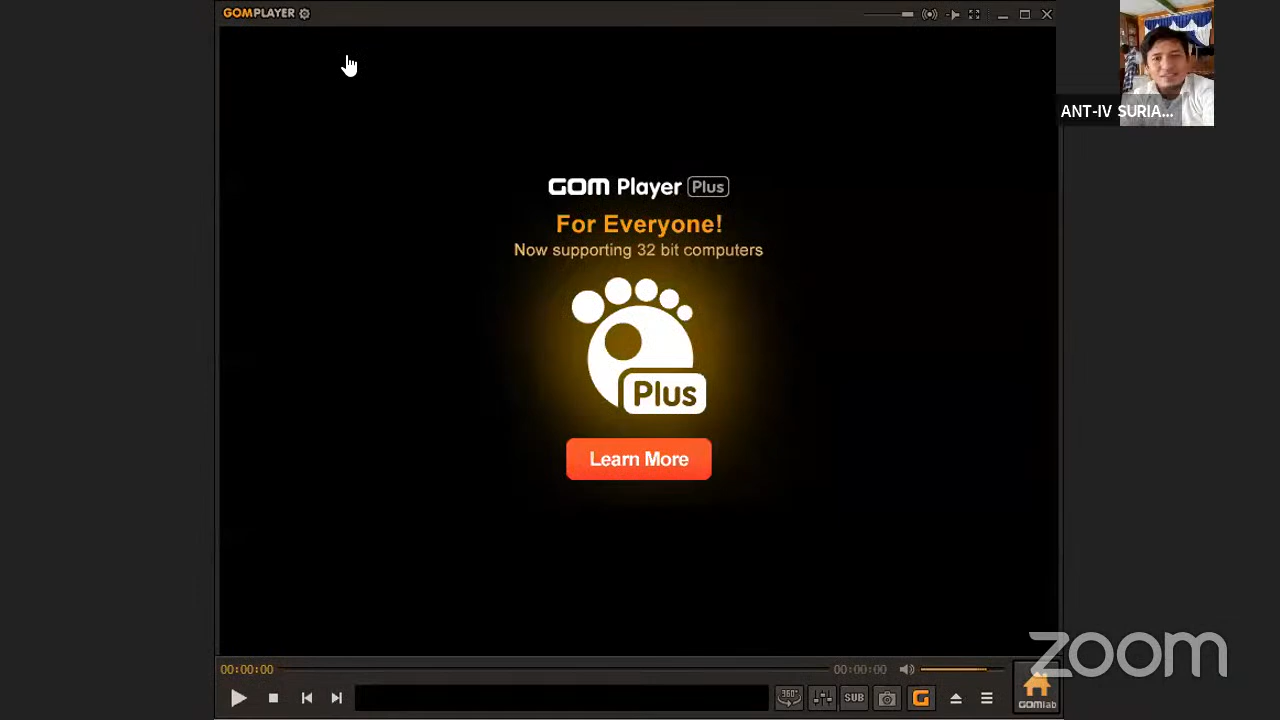 GOMPLAYER
ANT-IV SURIA...
GOM Player Plus
For Everyone!
Now supporting 32 bit computers
Plus
Learn More
00:00:00
00:00:00
360°
SUB
G
GOMlab
zoom